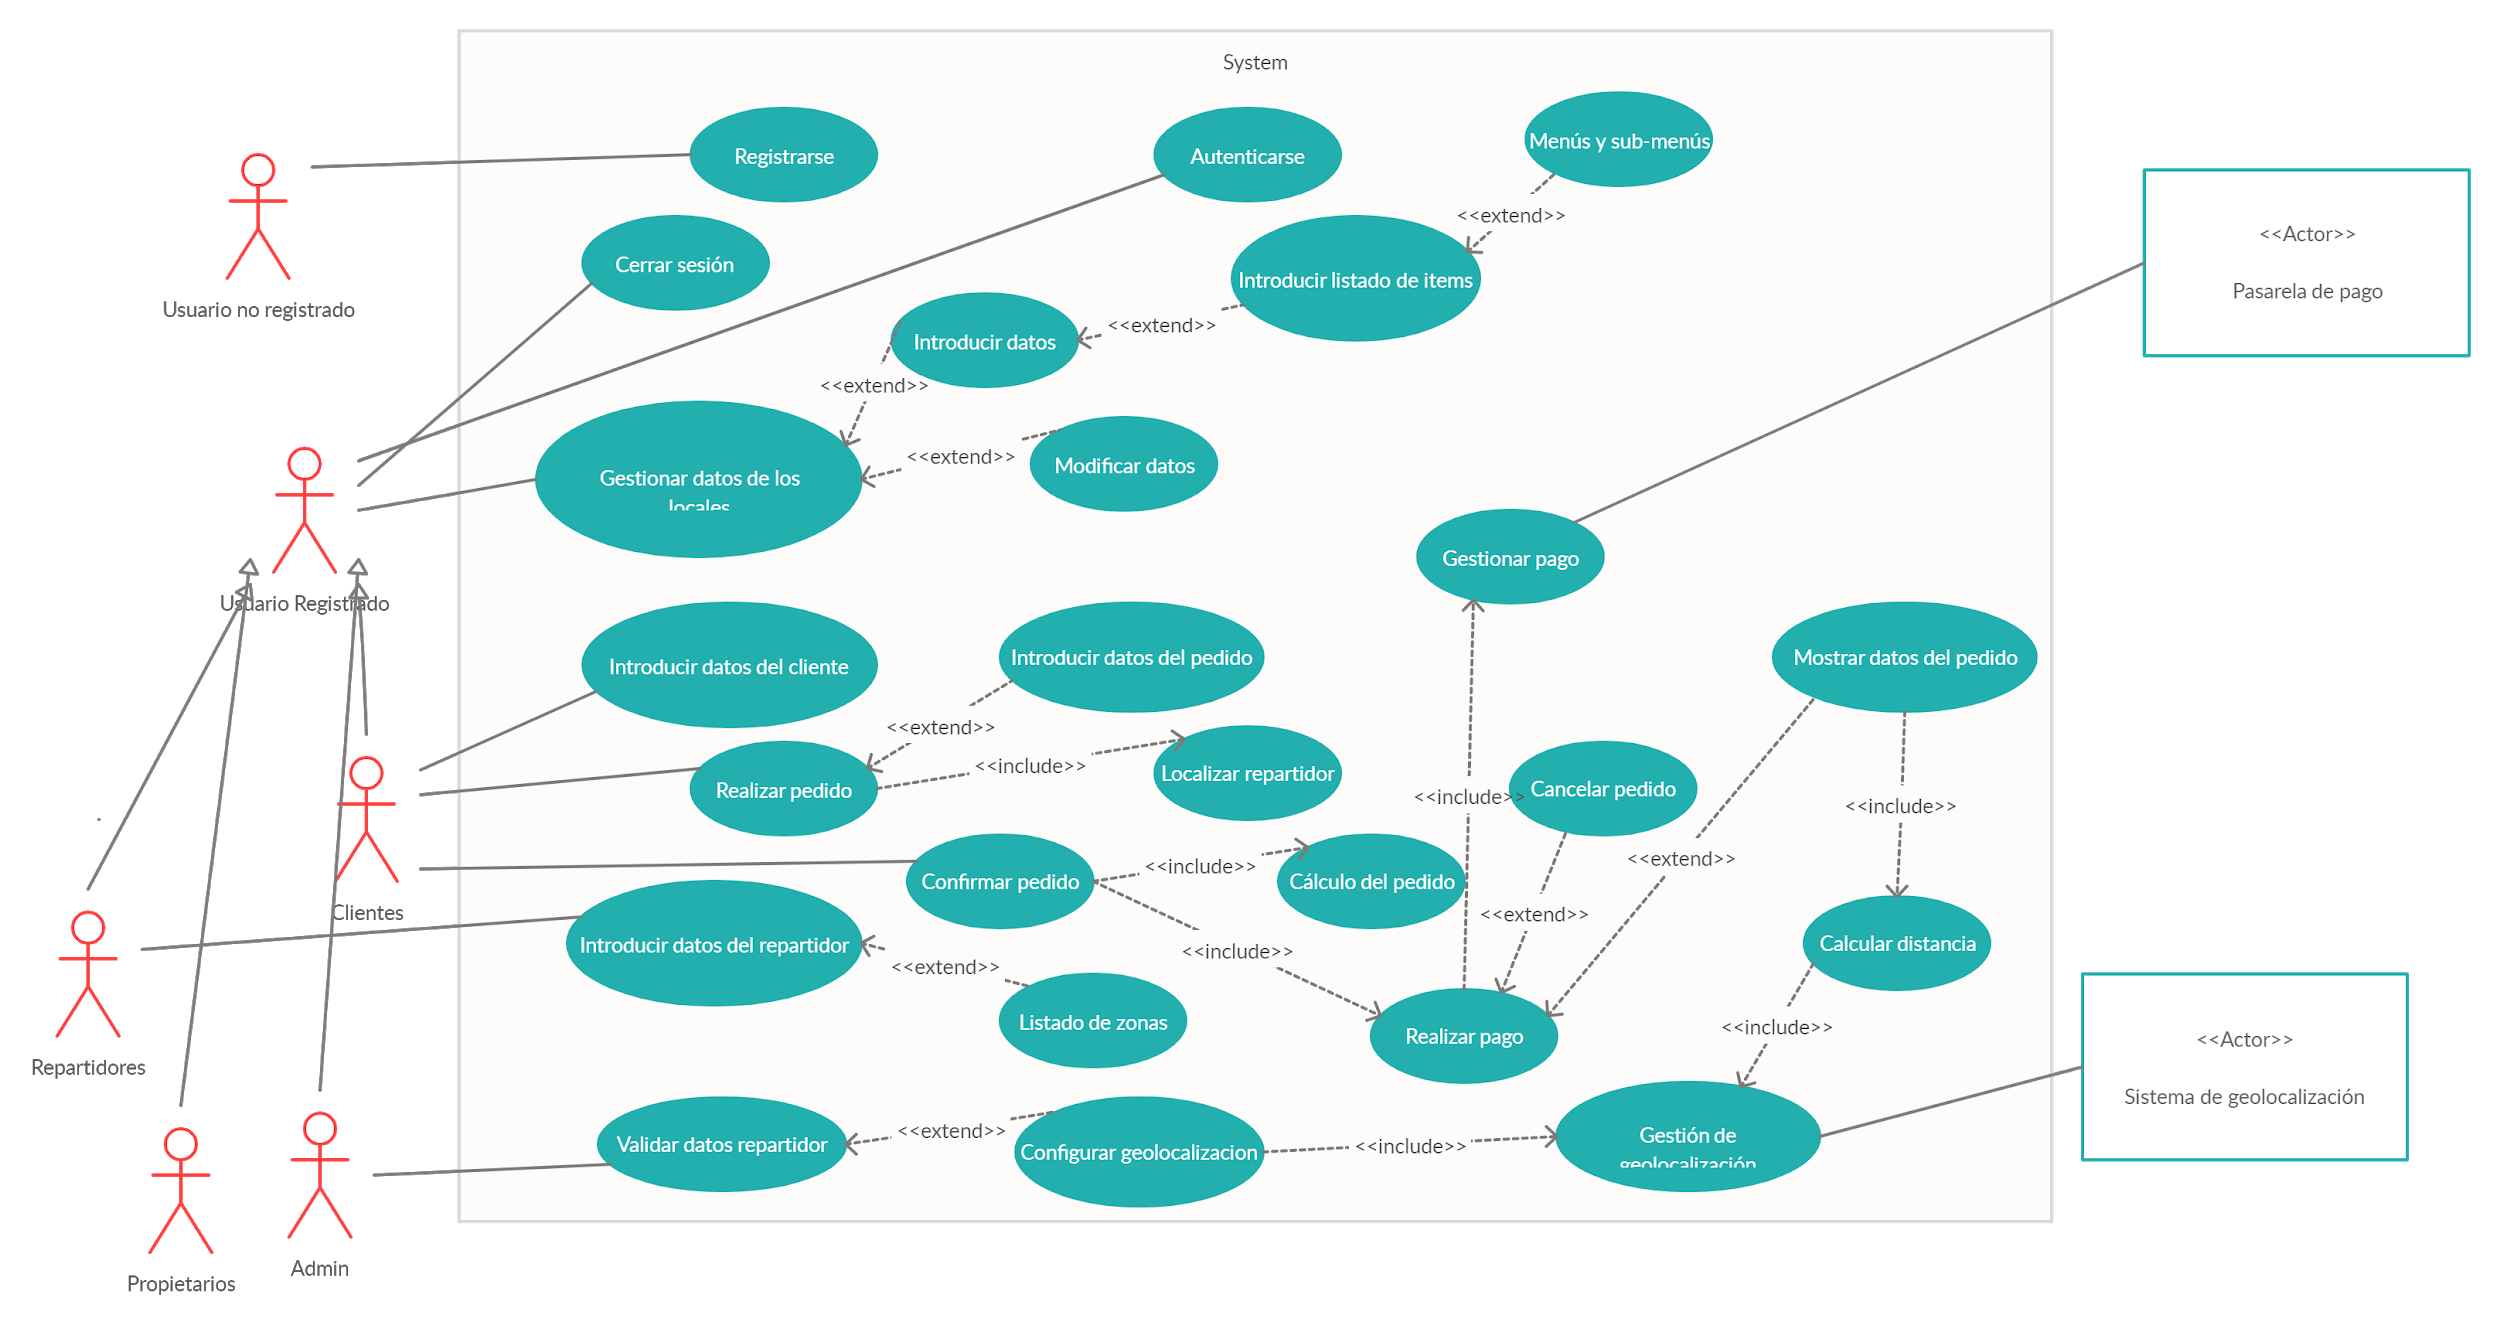 System
Registrarse
Autenticarse
Menús y sub-menús
Cerrar sesión
<<extend>>
<<Actor>>
Pasarela de pago
Introducir listado de items
Usuario no registrado
Introducir datos
<<extend>>
<<extend>>
Gestionar datos de los
locales
<<extend>>
Modificar datos
Gestionar pago
Usuario Registrado
Introducir datos del cliente
Introducir datos del pedido
Mostrar datos del pedido
<<extend>>
<<include>>
Localizar repartidor
Realizar pedido
<<include>>
Cancelar pedido
<<include>>
Clientes
Confirmar pedido
<<include>>
Cálculo del pedido
<<extend>>
<<extend>>
Introducir datos del repartidor
<<include>>
Calcular distancia
<<extend>>
Listado de zonas
Realizar pago
<<include>>
<<Actor>>
Sistema de geolocalización
Repartidores
Validar datos repartidor
<<extend>>
Configurar geolocalizacion
<<include>>
Gestión de
geolocalización
Admin
Propietarios